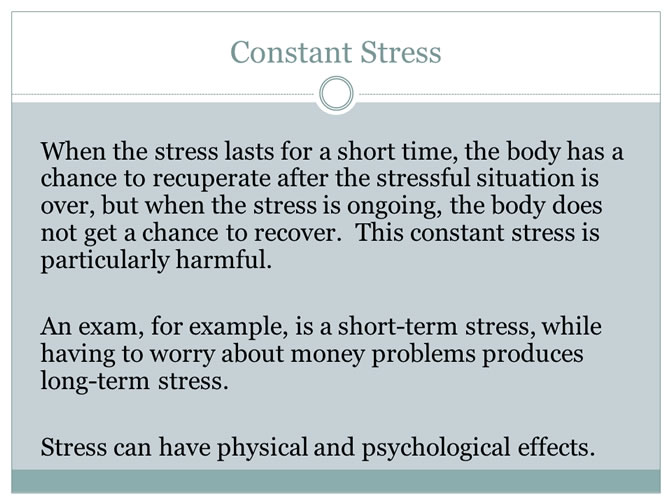 Constant Stress
When the stress lasts for a short time, the body has a
chance to recuperate after the stressful situation is
over, but when the stress is ongoing, the body does
not get a chance to recover.  This constant stress is
particularly harmful.
An exam, for example, is a short-term stress, while
having to worry about money problems produces
long-term stress.
Stress can have physical and psychological effects.